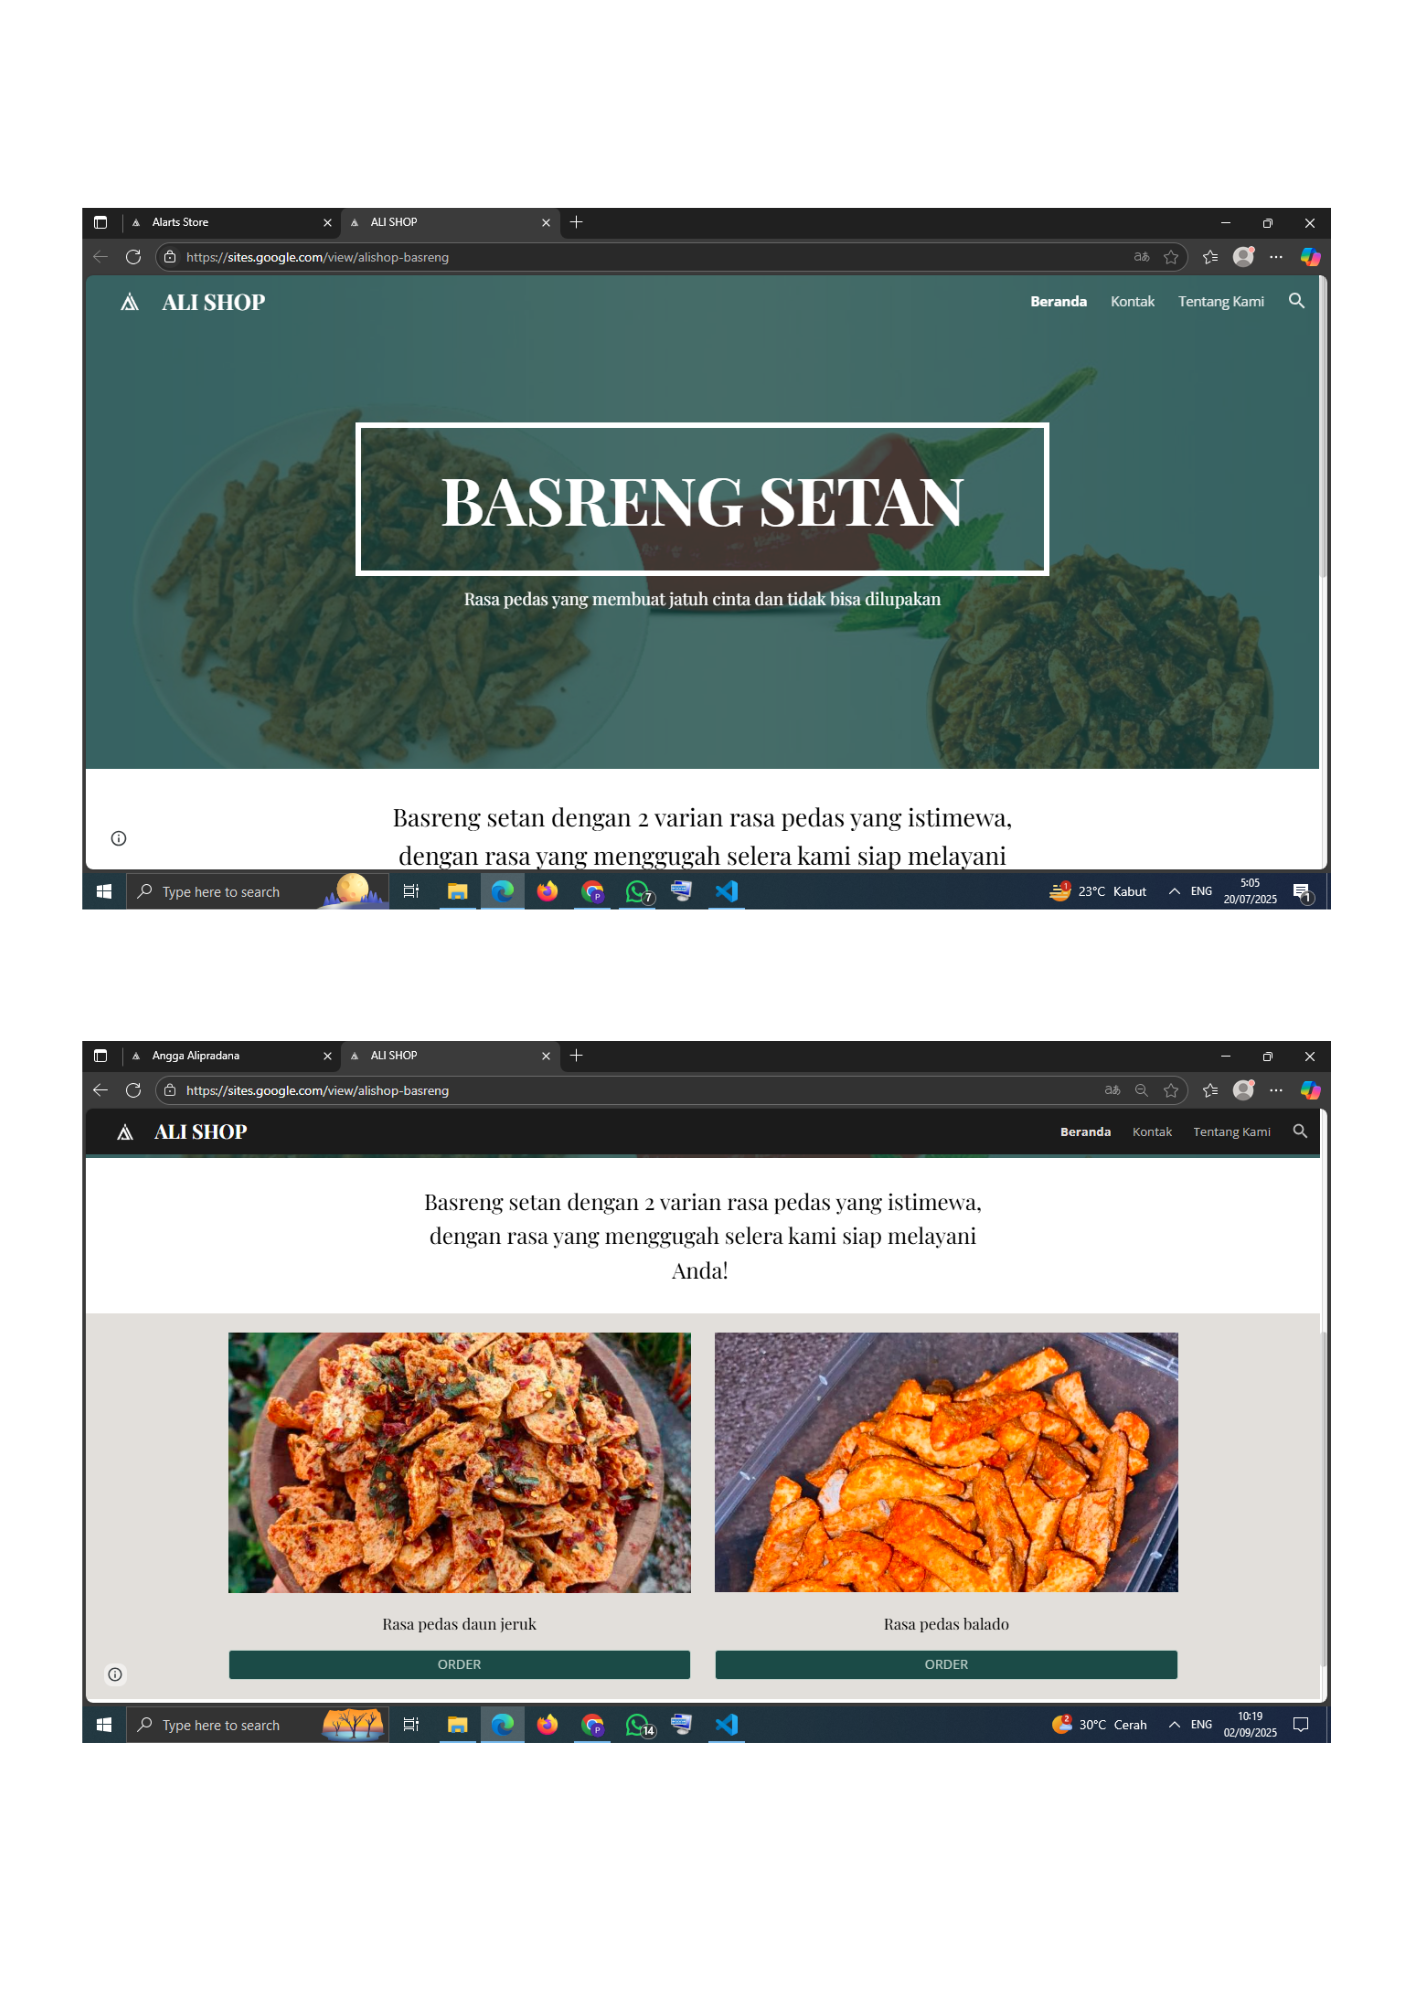 Alarts Store
ALI SHOP
https://sites.google.com/view/alishop-basreng
ALI SHOP
Beranda Kontak Tentang Kami
BASRENG SETAN
Rasa pedas yang membuat jatuh cinta dan tidak bisa dilupakan
Basreng setan dengan 2 varian rasa pedas yang istimewa,
dengan rasa yang menggugah selera kami siap melayani
Type here to search
7
1
23°C Kabut
ENG
5:05
20/07/2025
1
Angga Alipradana
ALI SHOP
https://sites.google.com/view/alishop-basreng
ALI SHOP
Beranda Kontak Tentang Kami
Basreng setan dengan 2 varian rasa pedas yang istimewa,
dengan rasa yang menggugah selera kami siap melayani
Anda!
Rasa pedas daun jeruk
Rasa pedas balado
ORDER
ORDER
Type here to search
14
2
30°C Cerah
ENG
10:19
02/09/2025